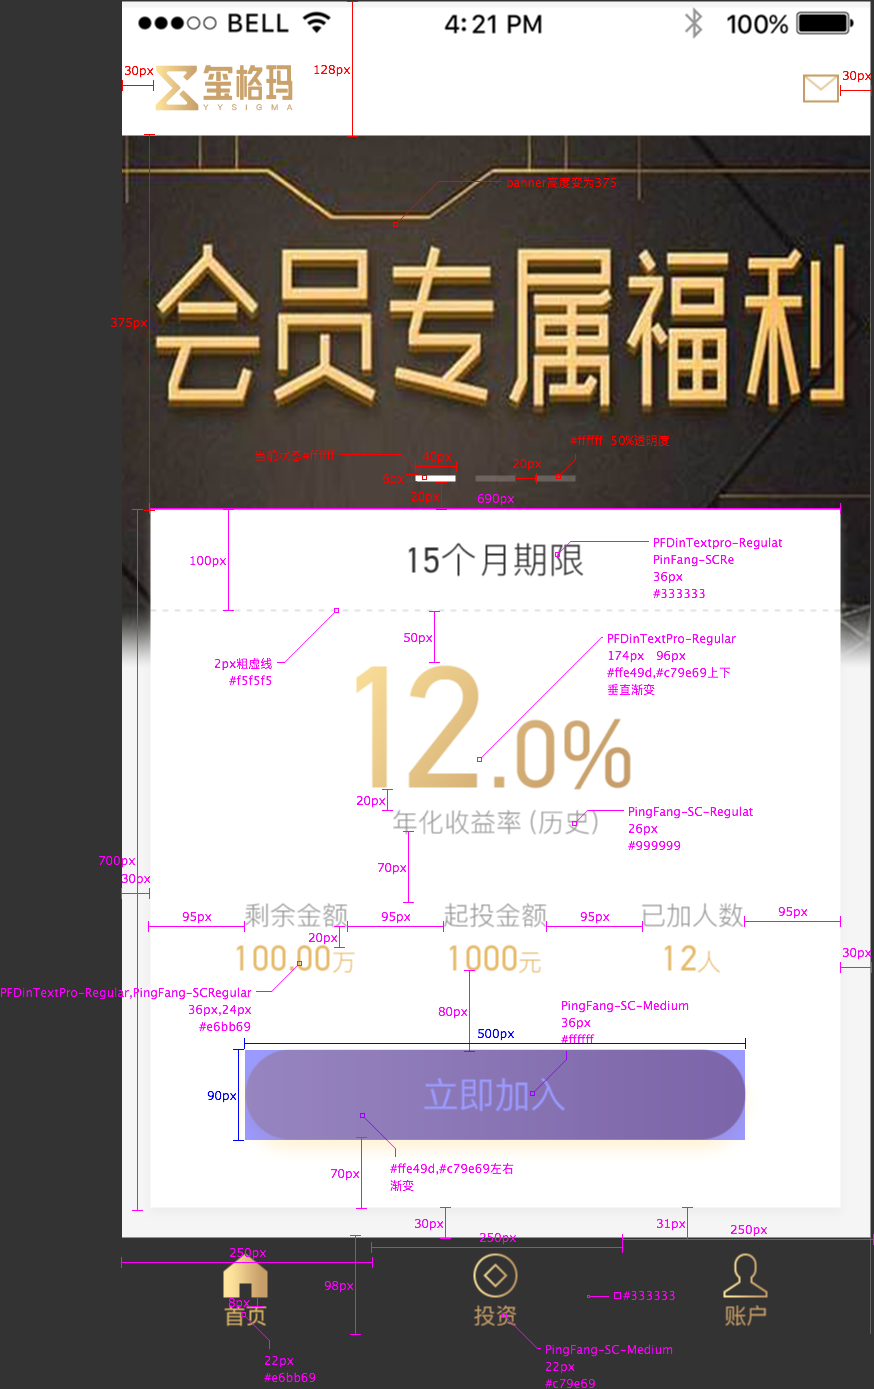 BELL 4:21 PM 100%
30px 玺格玛 128px 30px
YYSIGMA
banner高度变为375
会员专属福利
375px
#ffffff 50%透明度
当前状态#ffffff 40px
20px
6px
20px 690px
15个月期限
100px
PFDinTextpro-Regulat
PinFang-SCRe
36px
#333333
50px
2px粗虚线
#f5f5f5
PFDinTextPro-Regular
174px 96px
#ffe49d,#c79e69上下
垂直渐变
12.0%
20px
年化收益率 (历史)
PingFang-SC-Regulat
26px
#999999
700px
70px
30px
95px 剩余金额 95px 起投金额 95px 已加人数 95px
20px
100.00万 1000元 12人
30px
PFDinTextPro-Regular,PingFang-SCRegular
36px,24px
#e6bb69
80px
PingFang-SC-Medium
36px
#ffffff
500px
90px
立即加入
#ffe49d,#c79e69左右
渐变
70px
30px 31px
250px 250px 250px
98px
8px
#333333
首页 投资 账户
22px
#e6bb69
PingFang-SC-Medium
22px
#c79e69